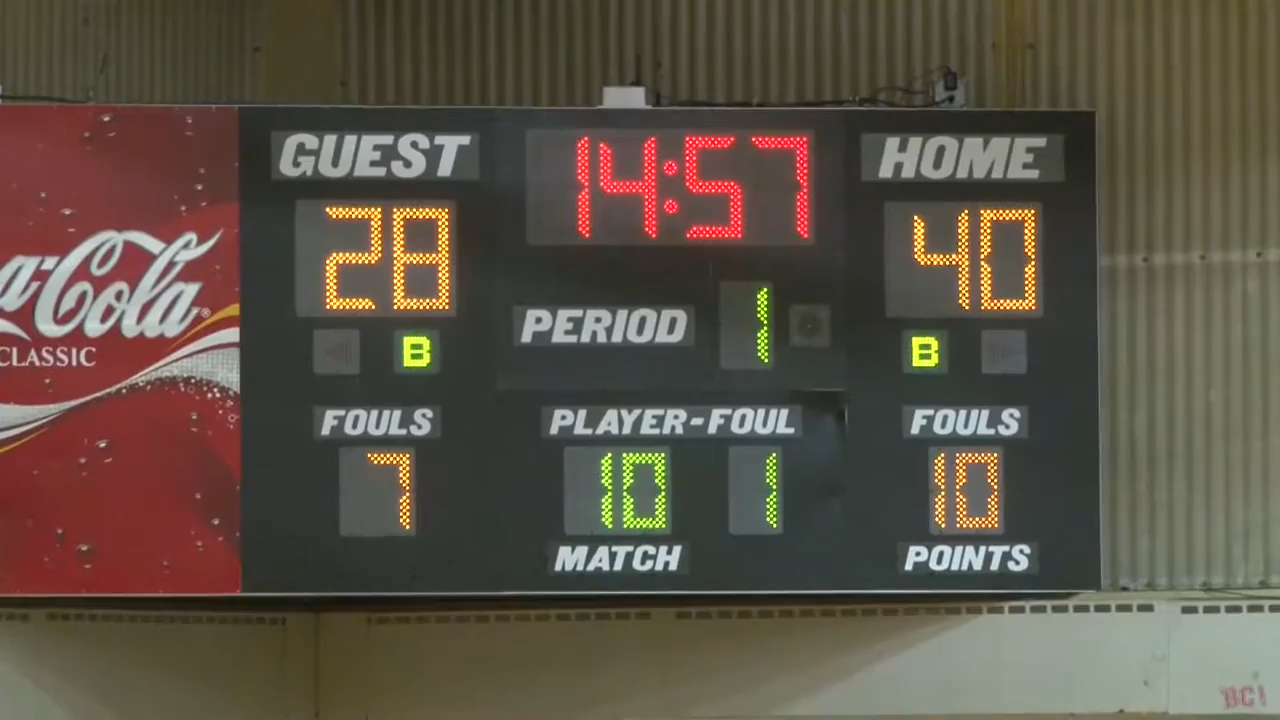 GUEST 14:57 HOME
28 40
PERIOD 1
B B
FOULS PLAYER-FOUL FOULS
7 10 1 10
MATCH POINTS
a-Cola®
CLASSIC
BCI